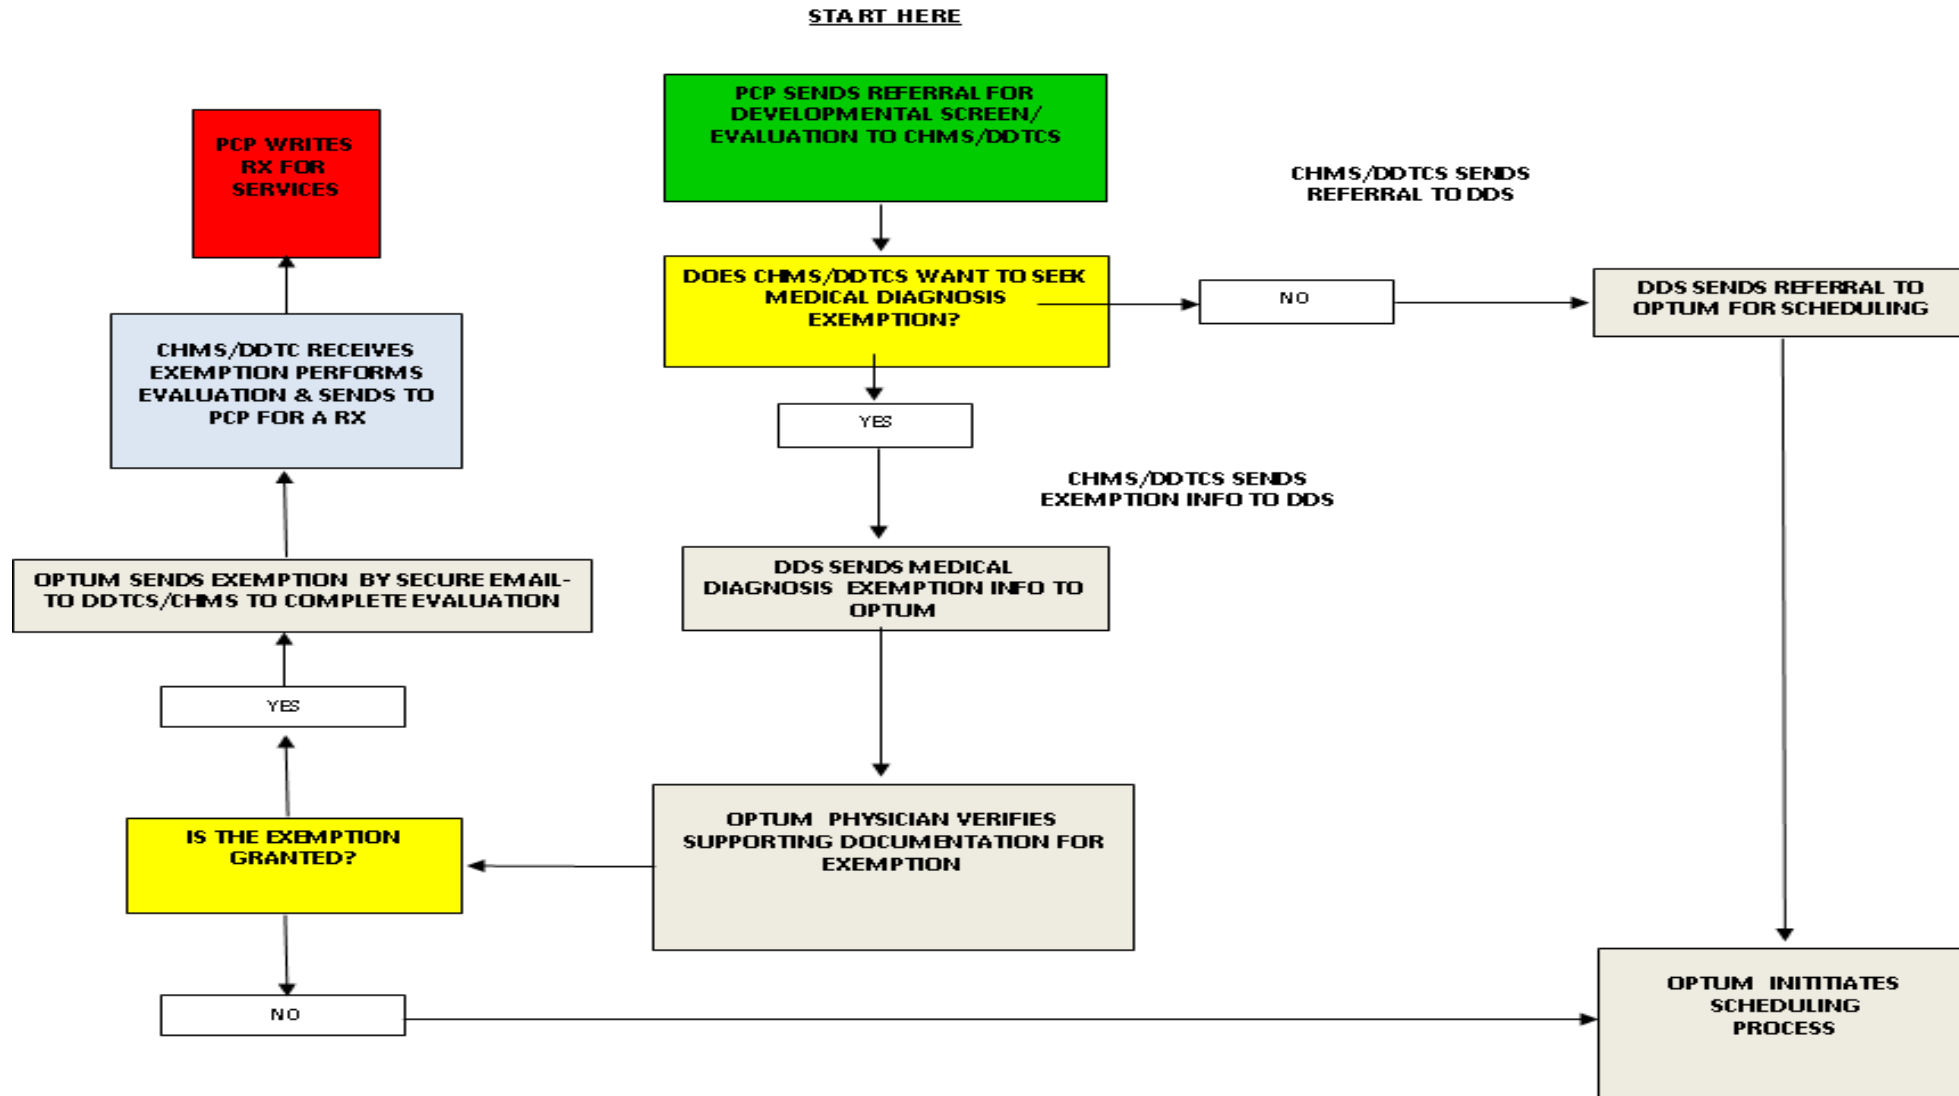 START HERE
PCP SENDS REFERRAL FOR
DEVELOPMENTAL SCREEN/
EVALUATION TO CHMS/DDTCS
PCP WRITES
RX FOR
SERVICES
CHMS/DDTCS SENDS
REFERRAL TO DDS
DOES CHMS/DDTCS WANT TO SEEK
MEDICAL DIAGNOSIS
EXEMPTION?
NO
DDS SENDS REFERRAL TO
OPTUM FOR SCHEDULING
CHMS/DDTC RECEIVES
EXEMPTION PERFORMS
EVALUATION & SENDS TO
PCP FOR A RX
YES
CHMS/DDTCS SENDS
EXEMPTION INFO TO DDS
DDS SENDS MEDICAL
DIAGNOSIS EXEMPTION INFO TO
OPTUM
OPTUM SENDS EXEMPTION BY SECURE EMAIL-
TO DDTCS/CHMS TO COMPLETE EVALUATION
YES
OPTUM PHYSICIAN VERIFIES
SUPPORTING DOCUMENTATION FOR
EXEMPTION
IS THE EXEMPTION
GRANTED?
NO
OPTUM INITITIATES
SCHEDULING
PROCESS